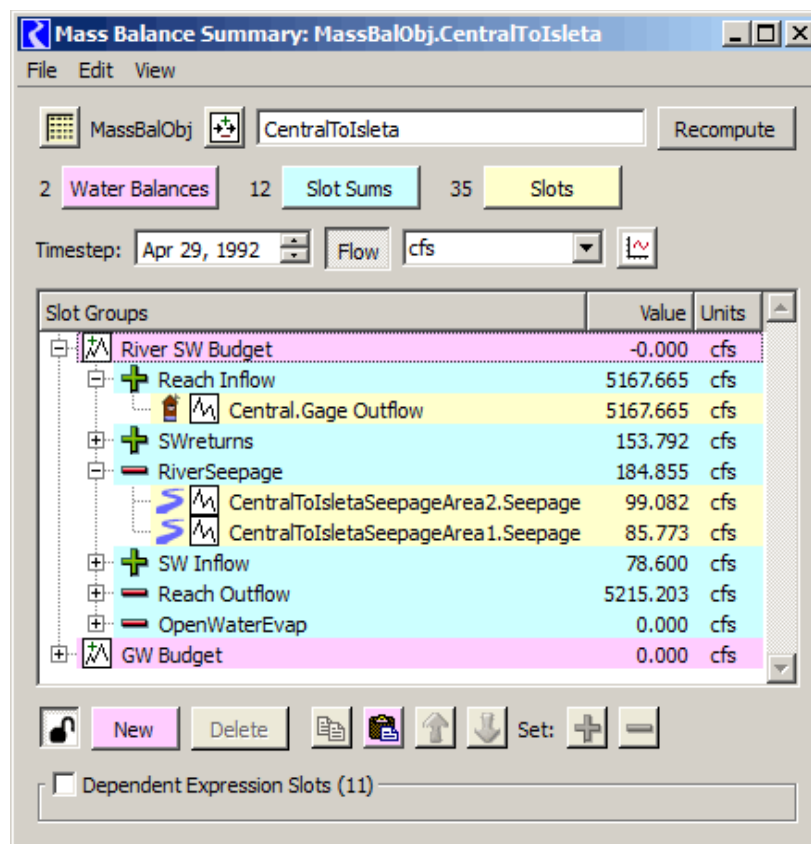 Mass Balance Summary: MassBalObj.CentralToIsleta
File Edit View
MassBalObj CentralToIsleta Recompute
2 Water Balances 12 Slot Sums 35 Slots
Timestep: Apr 29, 1992 Flow cfs
Slot Groups Value Units
River SW Budget -0.000 cfs
Reach Inflow 5167.665 cfs
Central.Gage Outflow 5167.665 cfs
SWreturns 153.792 cfs
RiverSeepage 184.855 cfs
CentralToIsletaSeepageArea2.Seepage 99.082 cfs
CentralToIsletaSeepageArea1.Seepage 85.773 cfs
SW Inflow 78.600 cfs
Reach Outflow 5215.203 cfs
OpenWaterEvap 0.000 cfs
GW Budget 0.000 cfs
New Delete Set:
Dependent Expression Slots (11)